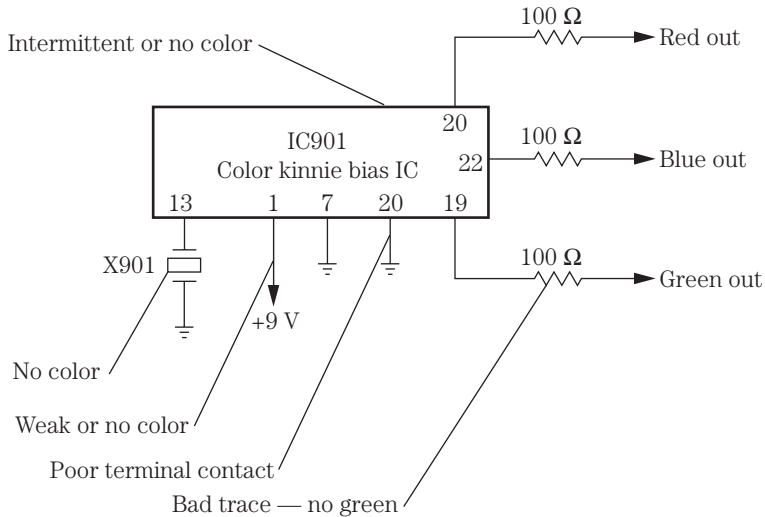 100 Ω
Intermittent or no color
Red out
20
IC901
100 Ω
Color kinnie bias IC
22
Blue out
13 1 7 20 19
100 Ω
X901
Green out
+9 V
No color
Weak or no color
Poor terminal contact
Bad trace — no green